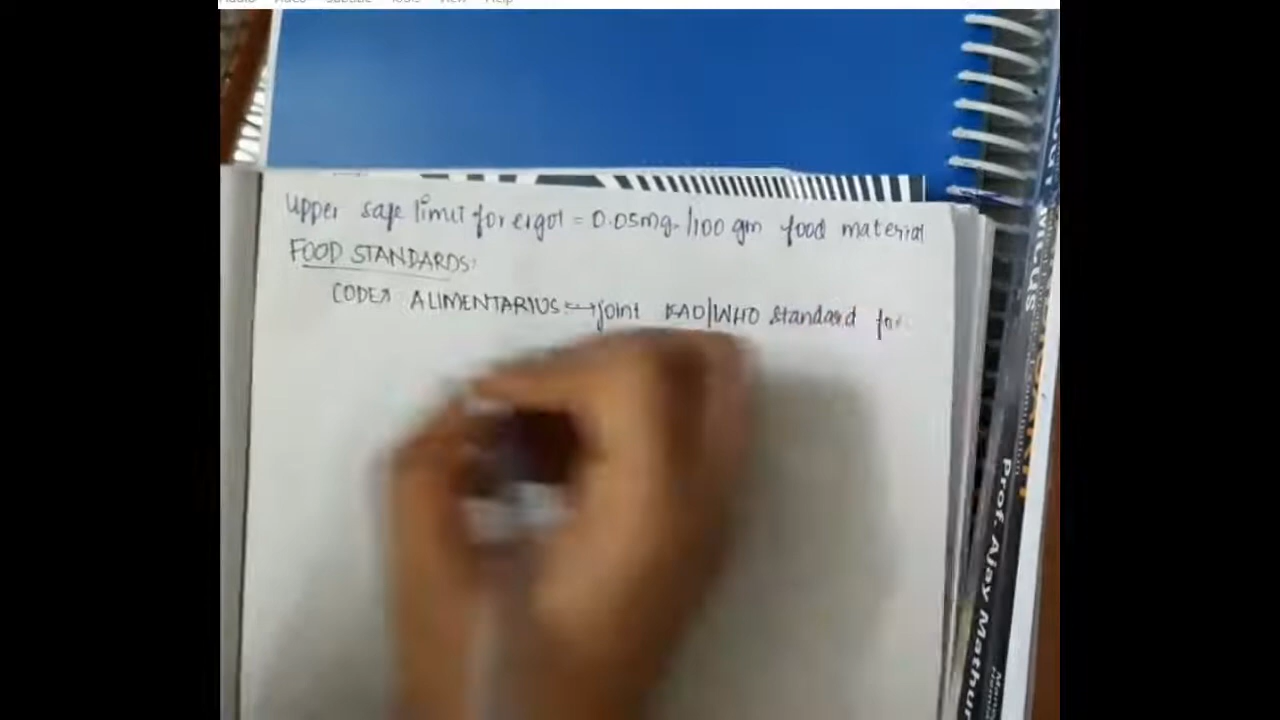 Upper safe limit for ergot = 0.05mg./100 gm food material
FOOD STANDARDS:
CODEX ALIMENTARIUS ↔ joint FAO/WHO standard for
Prof. Ajay Mathur